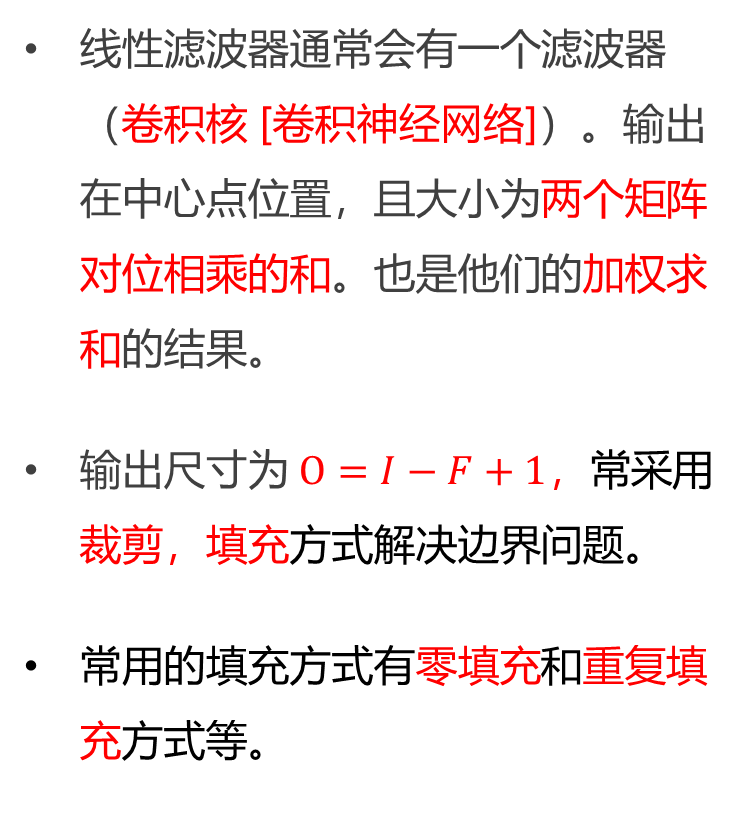 • 线性滤波器通常会有一个滤波器
（卷积核 [卷积神经网络]）。输出
在中心点位置，且大小为两个矩阵
对位相乘的和。也是他们的加权求
和的结果。
• 输出尺寸为 O = I − F + 1，常采用
裁剪，填充方式解决边界问题。
• 常用的填充方式有零填充和重复填
充方式等。